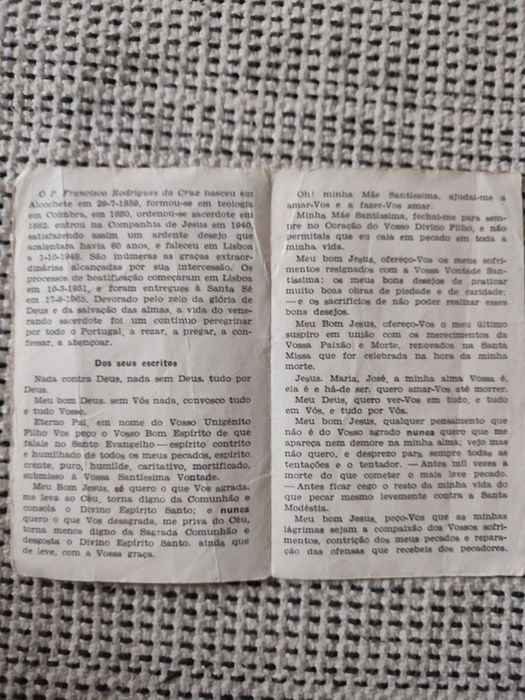 O P. Francisco Rodrigues da Cruz nasceu em
Alcochete em 29-7-1859, formou-se em teologia
em Coimbra, em 1880, ordenou-se sacerdote em
1882, entrou na Companhia de Jesus em 1940,
satisfazendo assim um ardente desejo que
acalentara havia 60 anos, e faleceu em Lisboa
a 1-10-1948. São inúmeras as graças extraor-
dinárias alcançadas por sua intercessão. Os
processos de beatificação começaram em Lisboa
em 10-3-1951, e foram entregues à Santa Sé
em 17-9-1965. Devorado pelo zelo da glória de
Deus e da salvação das almas, a vida do vene-
rando sacerdote foi um contínuo peregrinar
por todo o Portugal, a rezar, a pregar, a con-
fessar, a abençoar.
Dos seus escritos
Nada contra Deus, nada sem Deus, tudo por
Deus.
Meu bom Deus, sem Vós nada, convosco tudo
e tudo Vosso.
Eterno Pai, em nome do Vosso Unigénito
Filho Vos peço o Vosso Bom Espírito de que
falais no Santo Evangelho — espírito contrito
e humilhado de todos os meus pecados, espírito
crente, puro, humilde, caritativo, mortificado,
submisso à Vossa Santíssima Vontade.
Meu Bom Jesus, só quero o que Vos agrada,
me leva ao Céu, torna digno da Comunhão e
consola o Divino Espírito Santo; e nunca
quero o que Vos desagrada, me priva do Céu,
torna menos digno da Sagrada Comunhão e
desgosta o Divino Espírito Santo, ainda que
de leve, com a Vossa graça.
Oh! minha Mãe Santíssima, ajudai-me a
amar-Vos e a fazer-Vos amar.
Minha Mãe Santíssima, fechai-me para sem-
pre no Coração do Vosso Divino Filho, e não
permitais que eu caia em pecado em toda a
minha vida.
Meu bom Jesus, ofereço-Vos os meus sofri-
mentos resignados com a Vossa Vontade San-
tíssima: os meus bons desejos de praticar
muito boas obras de piedade e de caridade:
— e os sacrifícios de não poder realizar esses
bons desejos.
Meu Bom Jesus, ofereço-Vos o meu último
suspiro em união com os merecimentos da
Vossa Paixão e Morte, renovados na Santa
Missa que for celebrada na hora da minha
morte.
Jesus, Maria, José, a minha alma Vossa é,
ela é e há-de ser, quero amar-Vos até morrer.
Meu Deus, quero ver-Vos em tudo, e tudo
em Vós, e tudo por Vós.
Meu bom Jesus, qualquer pensamento que
não é do Vosso agrado nunca quero que me
apareça nem demore na minha alma; vejo mas
não quero, e desprezo para sempre todas as
tentações e o tentador. — Antes mil vezes a
morte do que cometer o mais leve pecado.
— Antes ficar cego o resto da minha vida do
que pecar mesmo levemente contra a Santa
Modéstia.
Meu bom Jesus, peço-Vos que as minhas
lágrimas sejam a compaixão dos Vossos sofri-
mentos, contrição dos meus pecados e repara-
ção das ofensas que recebeis dos pecadores.